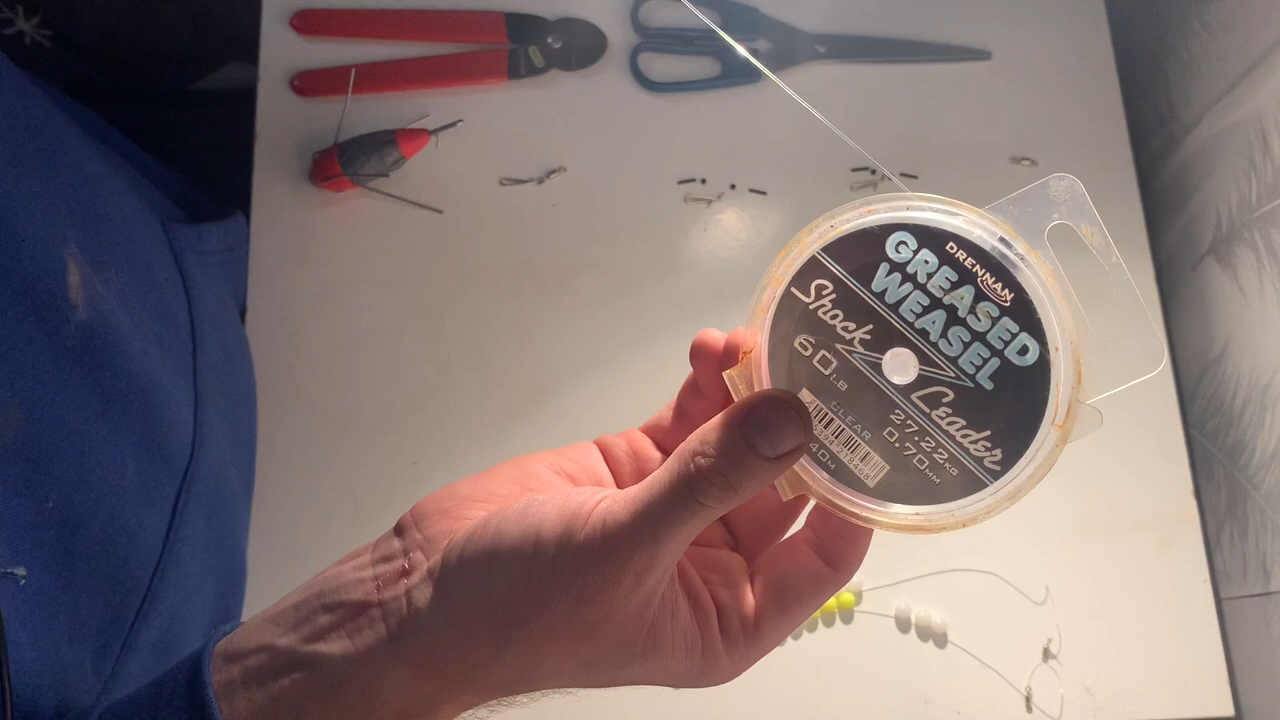 DRENNAN
GREASED
WEASEL
Shock
Leader
60LB
CLEAR
27.22KG
0.70MM
40M